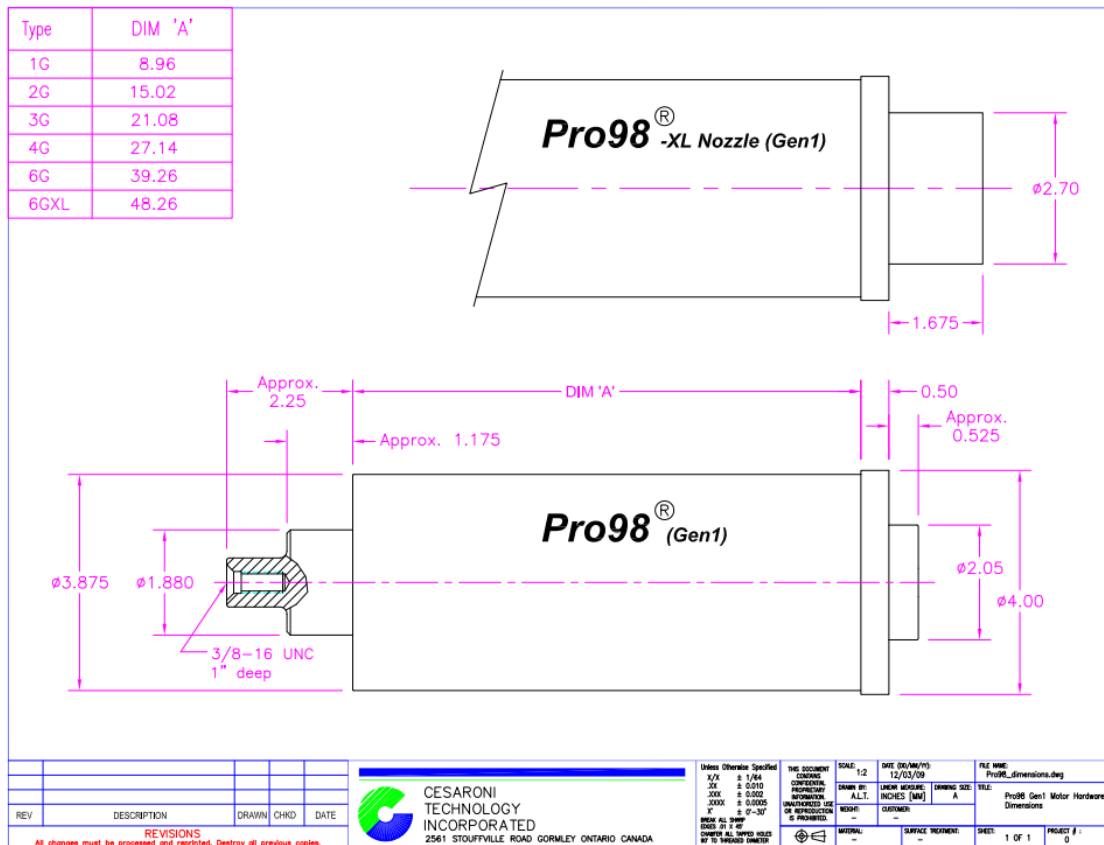 Type DIM 'A'
1G 8.96
2G 15.02
3G 21.08
4G 27.14
6G 39.26
6GXL 48.26
Pro98® -XL Nozzle (Gen1)
ø2.70
1.675
Approx.
2.25
DIM 'A'
0.50
Approx.
0.525
Approx. 1.175
Pro98® (Gen1)
ø3.875
ø1.880
ø2.05
ø4.00
3/8-16 UNC
1" deep
REV DESCRIPTION DRAWN CHKD DATE
REVISIONS
All changes must be processed and reprinted. Destroy all previous copies.
CESARONI
TECHNOLOGY
INCORPORATED
2561 STOUFFVILLE ROAD GORMLEY ONTARIO CANADA
Unless Otherwise Specified
X/X ± 1/64
.XX ± 0.010
.XXX ± 0.002
.XXXX ± 0.0005
X° ± 0°-30'
BREAK ALL SHARP
EDGES .01 X 45°
CHAMFER ALL TAPPED HOLES
90° TO THREADED DIAMETER
THIS DOCUMENT
CONTAINS
CONFIDENTIAL
PROPRIETARY
INFORMATION.
UNAUTHORIZED USE
OR REPRODUCTION
IS PROHIBITED.
SCALE: 1:2
DATE (DD/MM/YY): 12/03/09
FILE NAME: Pro98_dimensions.dwg
DRAWN BY: A.L.T.
LINEAR MEASURE: INCHES [MM]
DRAWING SIZE: A
TITLE: Pro98 Gen1 Motor Hardware
Dimensions
WEIGHT: -
CUSTOMER: -
MATERIAL: -
SURFACE TREATMENT: -
SHEET: 1 OF 1
PROJECT #: 0